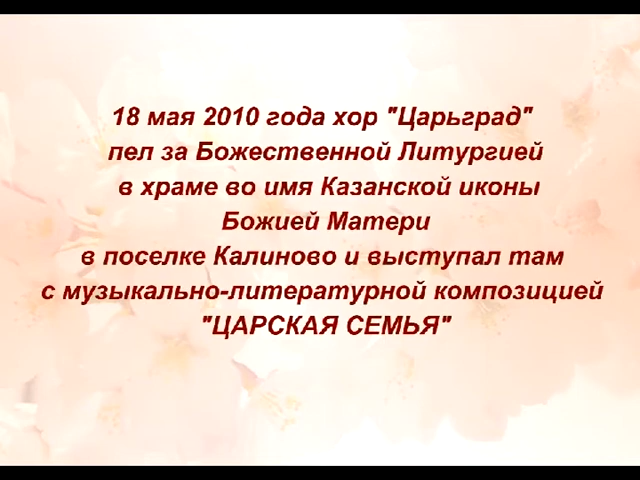 18 мая 2010 года хор "Царьград"
пел за Божественной Литургией
в храме во имя Казанской иконы
Божией Матери
в поселке Калиново и выступал там
с музыкально-литературной композицией
"ЦАРСКАЯ СЕМЬЯ"